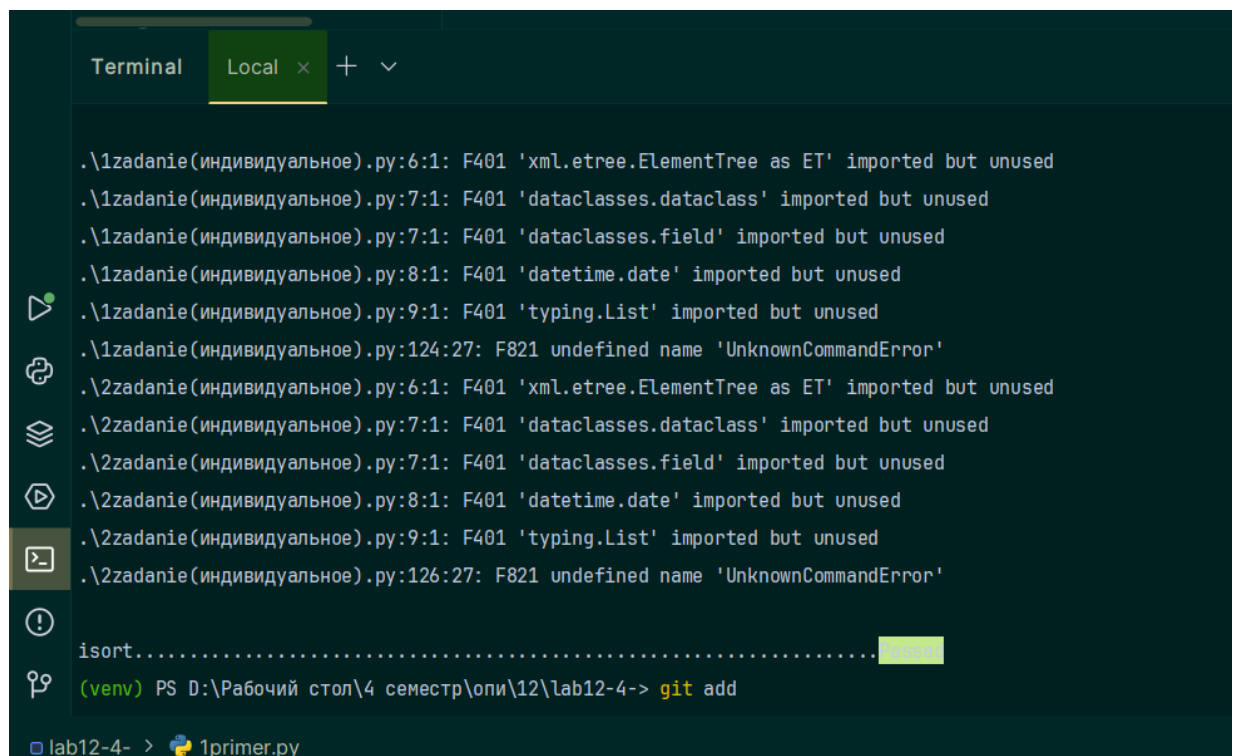 Terminal Local × + ∨
.\1zadanie(индивидуальное).py:6:1: F401 'xml.etree.ElementTree as ET' imported but unused
.\1zadanie(индивидуальное).py:7:1: F401 'dataclasses.dataclass' imported but unused
.\1zadanie(индивидуальное).py:7:1: F401 'dataclasses.field' imported but unused
.\1zadanie(индивидуальное).py:8:1: F401 'datetime.date' imported but unused
.\1zadanie(индивидуальное).py:9:1: F401 'typing.List' imported but unused
.\1zadanie(индивидуальное).py:124:27: F821 undefined name 'UnknownCommandError'
.\2zadanie(индивидуальное).py:6:1: F401 'xml.etree.ElementTree as ET' imported but unused
.\2zadanie(индивидуальное).py:7:1: F401 'dataclasses.dataclass' imported but unused
.\2zadanie(индивидуальное).py:7:1: F401 'dataclasses.field' imported but unused
.\2zadanie(индивидуальное).py:8:1: F401 'datetime.date' imported but unused
.\2zadanie(индивидуальное).py:9:1: F401 'typing.List' imported but unused
.\2zadanie(индивидуальное).py:126:27: F821 undefined name 'UnknownCommandError'
isort....................................................................Passed
(venv) PS D:\Рабочий стол\4 семестр\опи\12\lab12-4-> git add
lab12-4- > 1primer.py